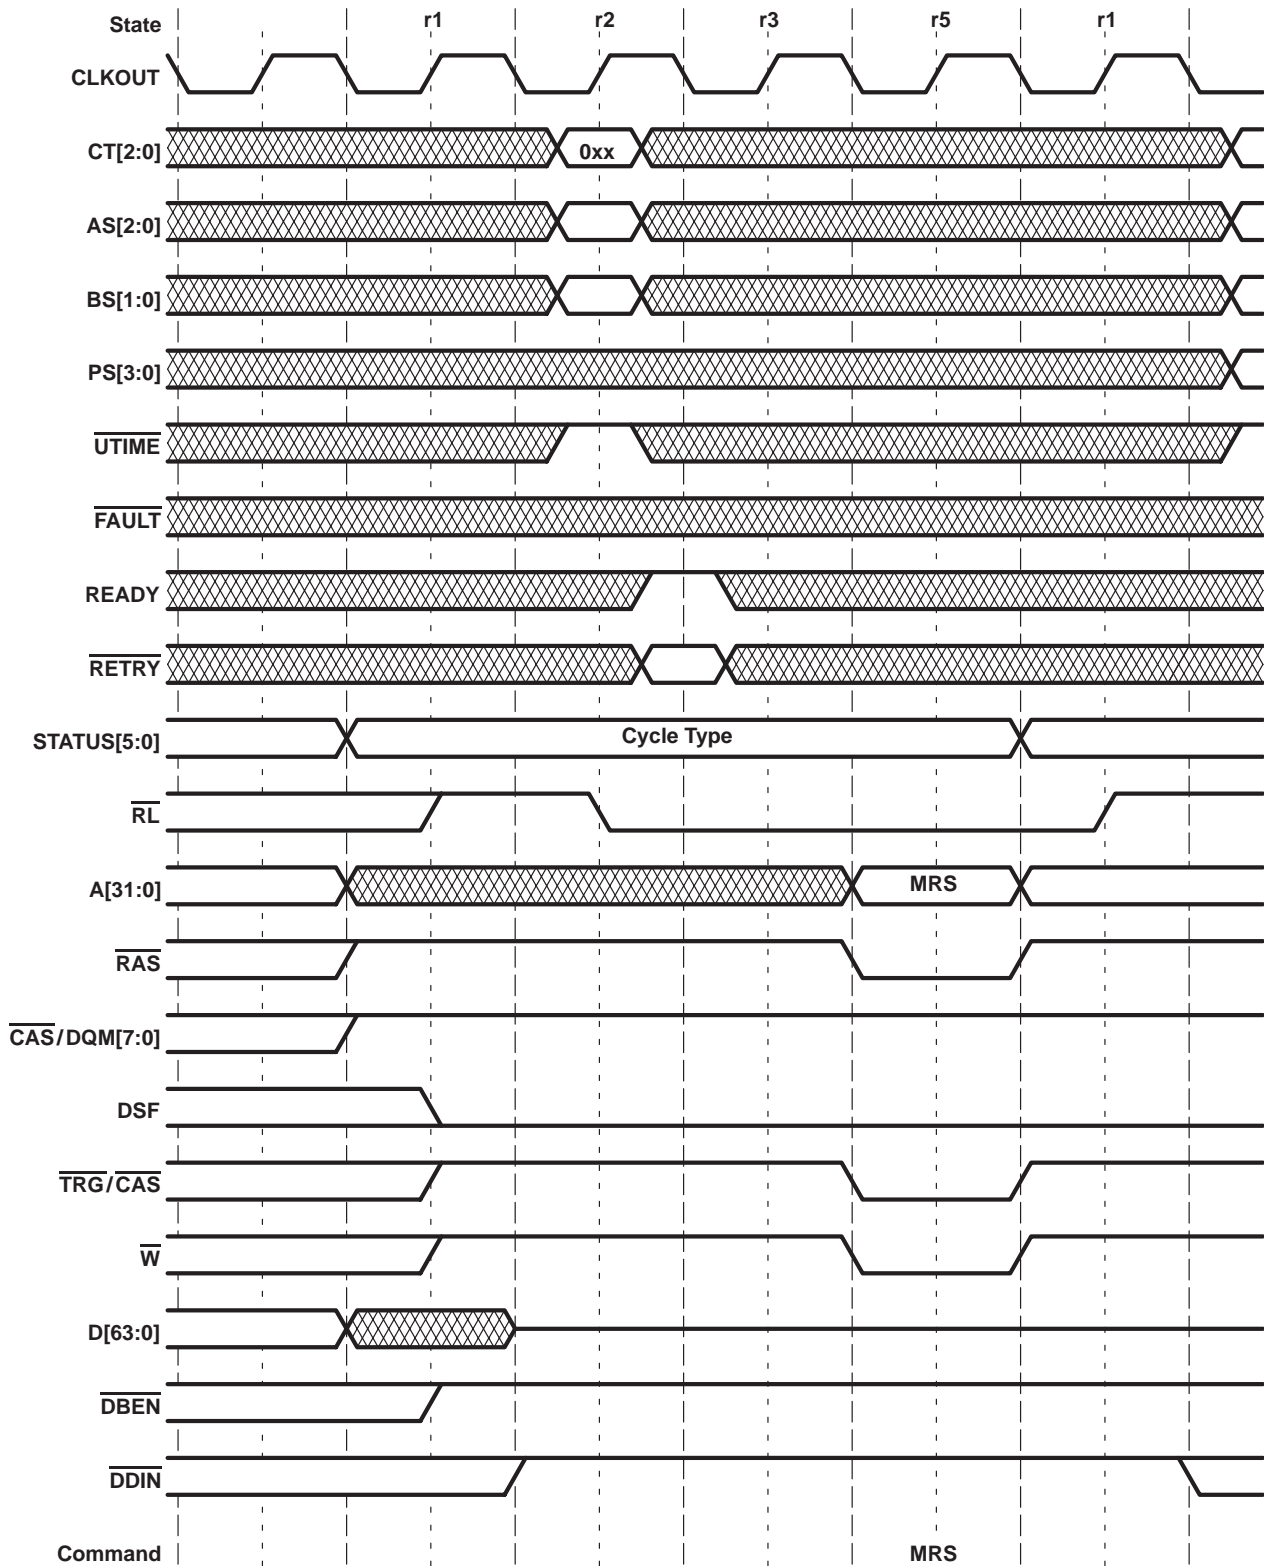 State r1 r2 r3 r5 r1
CLKOUT
CT[2:0] 0xx
AS[2:0]
BS[1:0]
PS[3:0]
UTIME
FAULT
READY
RETRY
STATUS[5:0] Cycle Type
RL
A[31:0] MRS
RAS
CAS/DQM[7:0]
DSF
TRG/CAS
W
D[63:0]
DBEN
DDIN
Command MRS